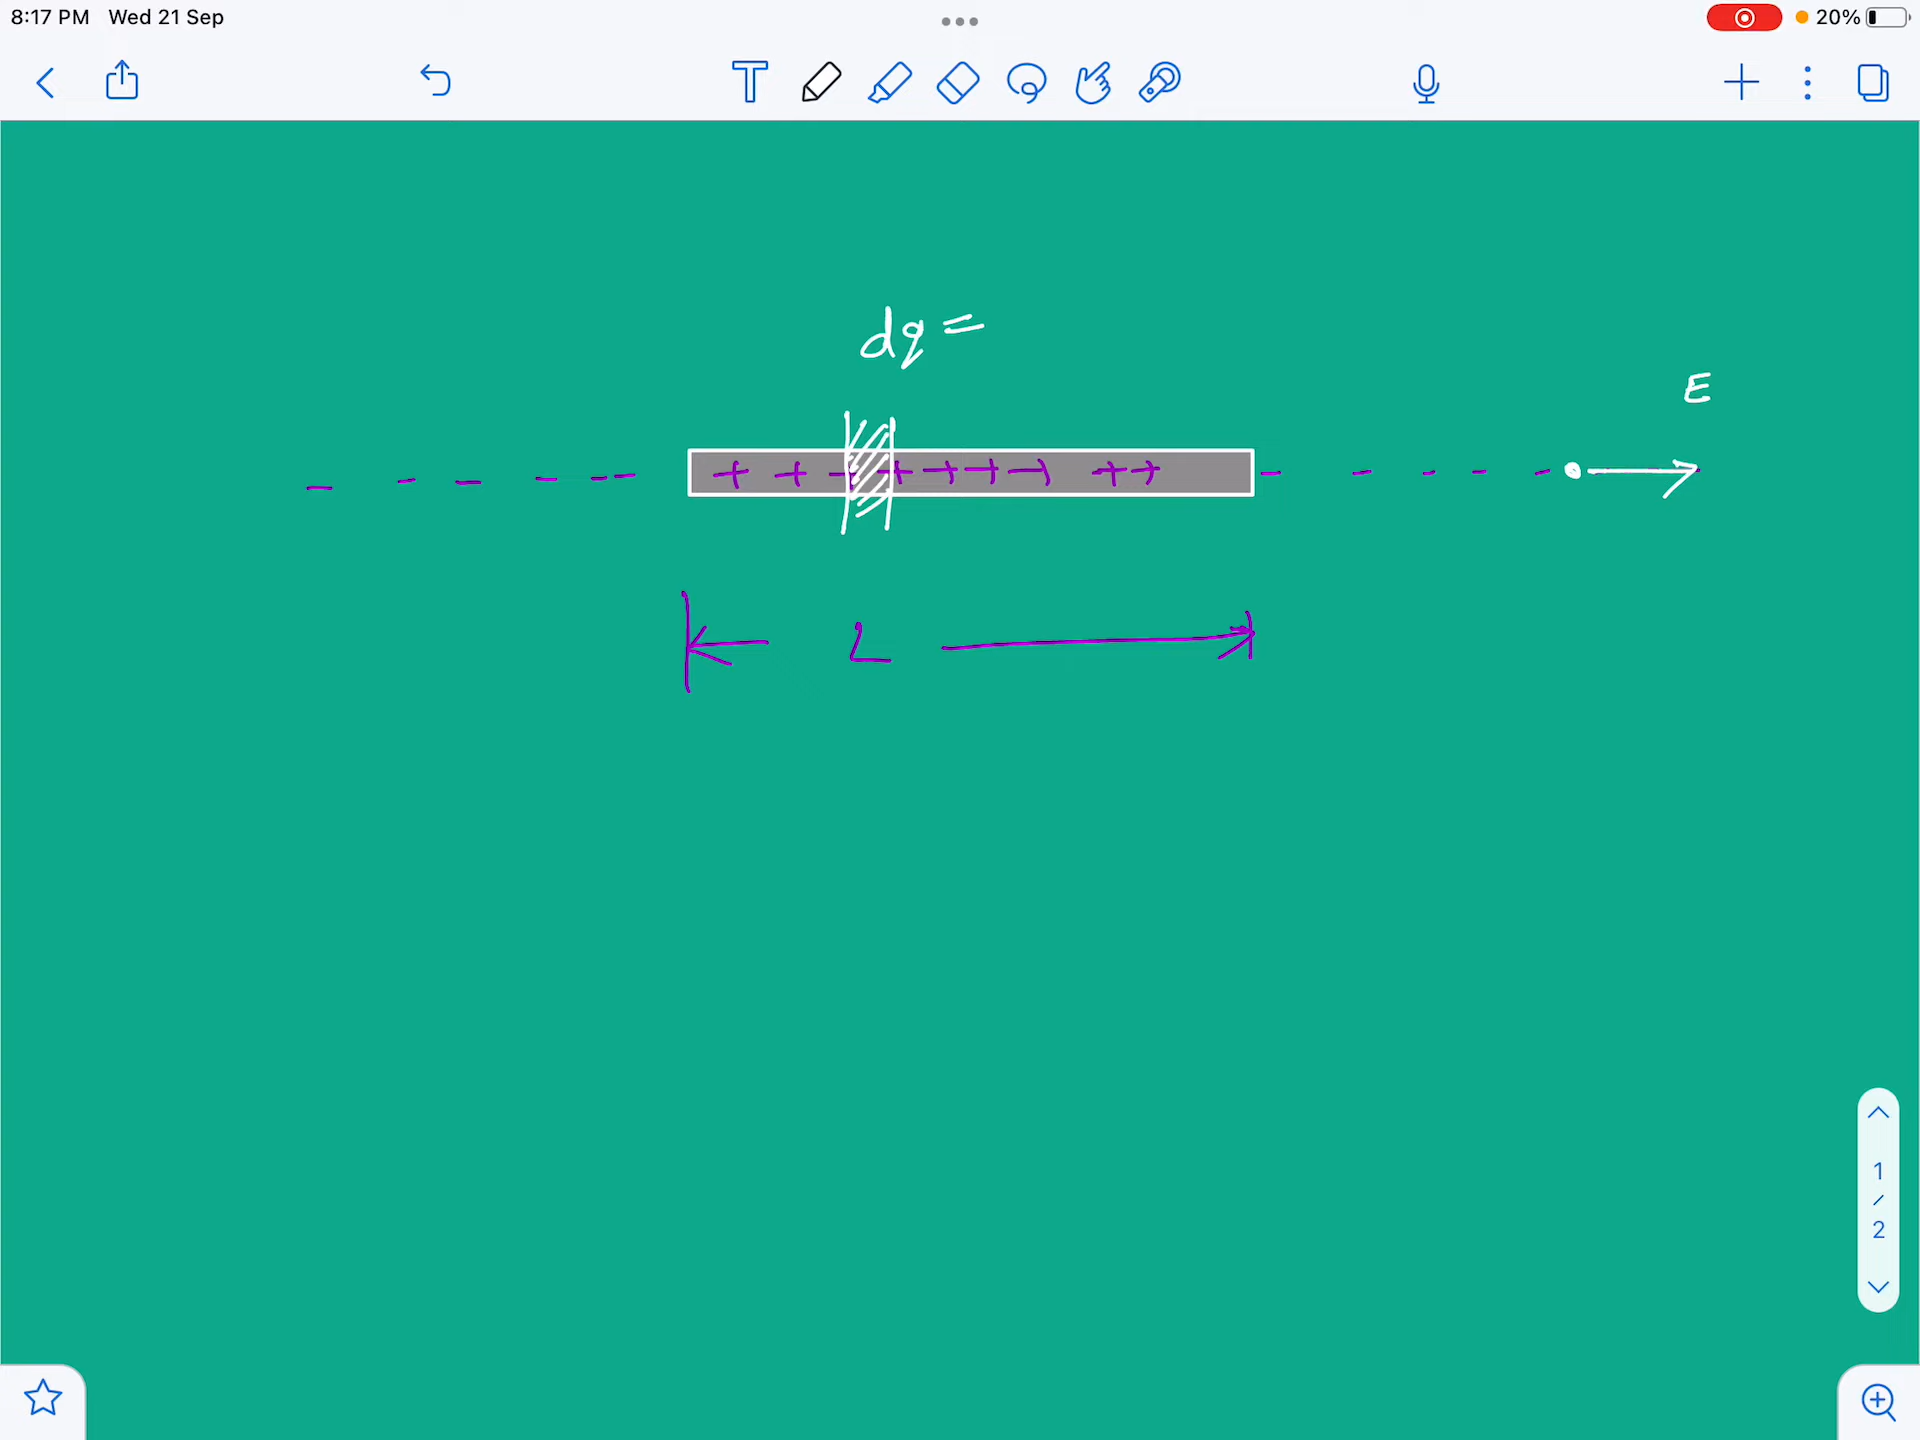 8:17 PM Wed 21 Sep
20%
T
dq =
E
+ + + + + + + + +
L
1
/
2